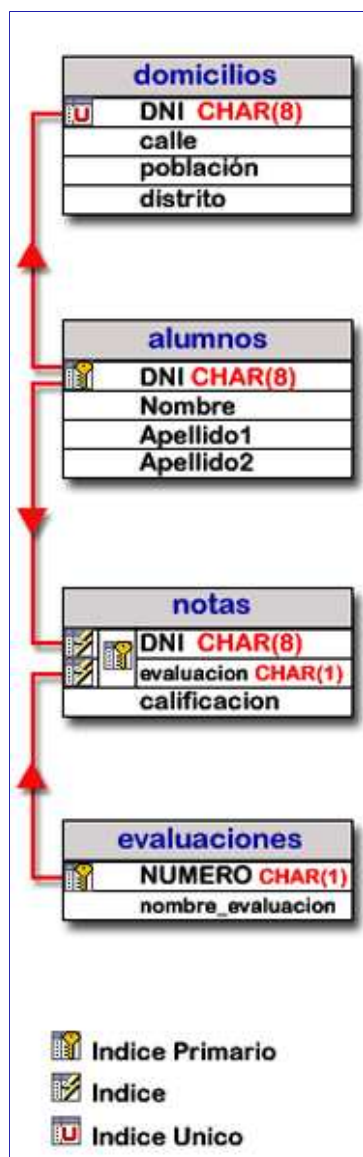 domicilios
DNI CHAR(8)
calle
población
distrito
alumnos
DNI CHAR(8)
Nombre
Apellido1
Apellido2
notas
DNI CHAR(8)
evaluacion CHAR(1)
calificacion
evaluaciones
NUMERO CHAR(1)
nombre_evaluacion
Indice Primario
Indice
Indice Unico